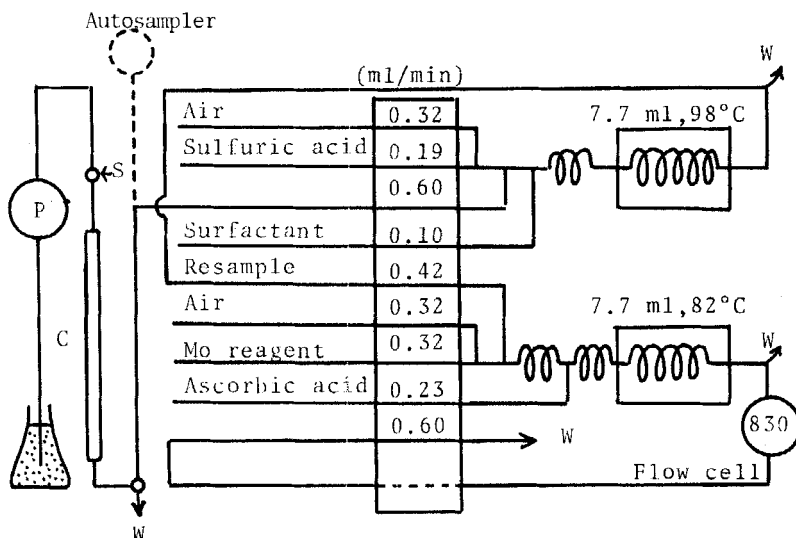 Autosampler
W
(ml/min)
Air 0.32
7.7 ml,98°C
Sulfuric acid 0.19
S
0.60
P
Surfactant 0.10
Resample 0.42
Air 0.32
7.7 ml,82°C
C
Mo reagent 0.32
W
Ascorbic acid 0.23
0.60
830
W
Flow cell
W